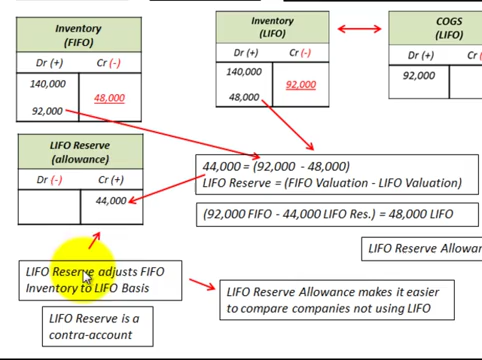 Inventory
(FIFO)
Dr (+) Cr (-)
140,000
48,000
92,000
Inventory
(LIFO)
Dr (+) Cr (-)
140,000
92,000
48,000
COGS
(LIFO)
Dr (+)
92,000
LIFO Reserve
(allowance)
Dr (-) Cr (+)
44,000
44,000 = (92,000 - 48,000)
LIFO Reserve = (FIFO Valuation - LIFO Valuation)
(92,000 FIFO - 44,000 LIFO Res.) = 48,000 LIFO
LIFO Reserve
LIFO Reserve adjusts FIFO
Inventory to LIFO Basis
LIFO Reserve Allowance makes it easier
to compare companies not using LIFO
LIFO Reserve is a
contra-account